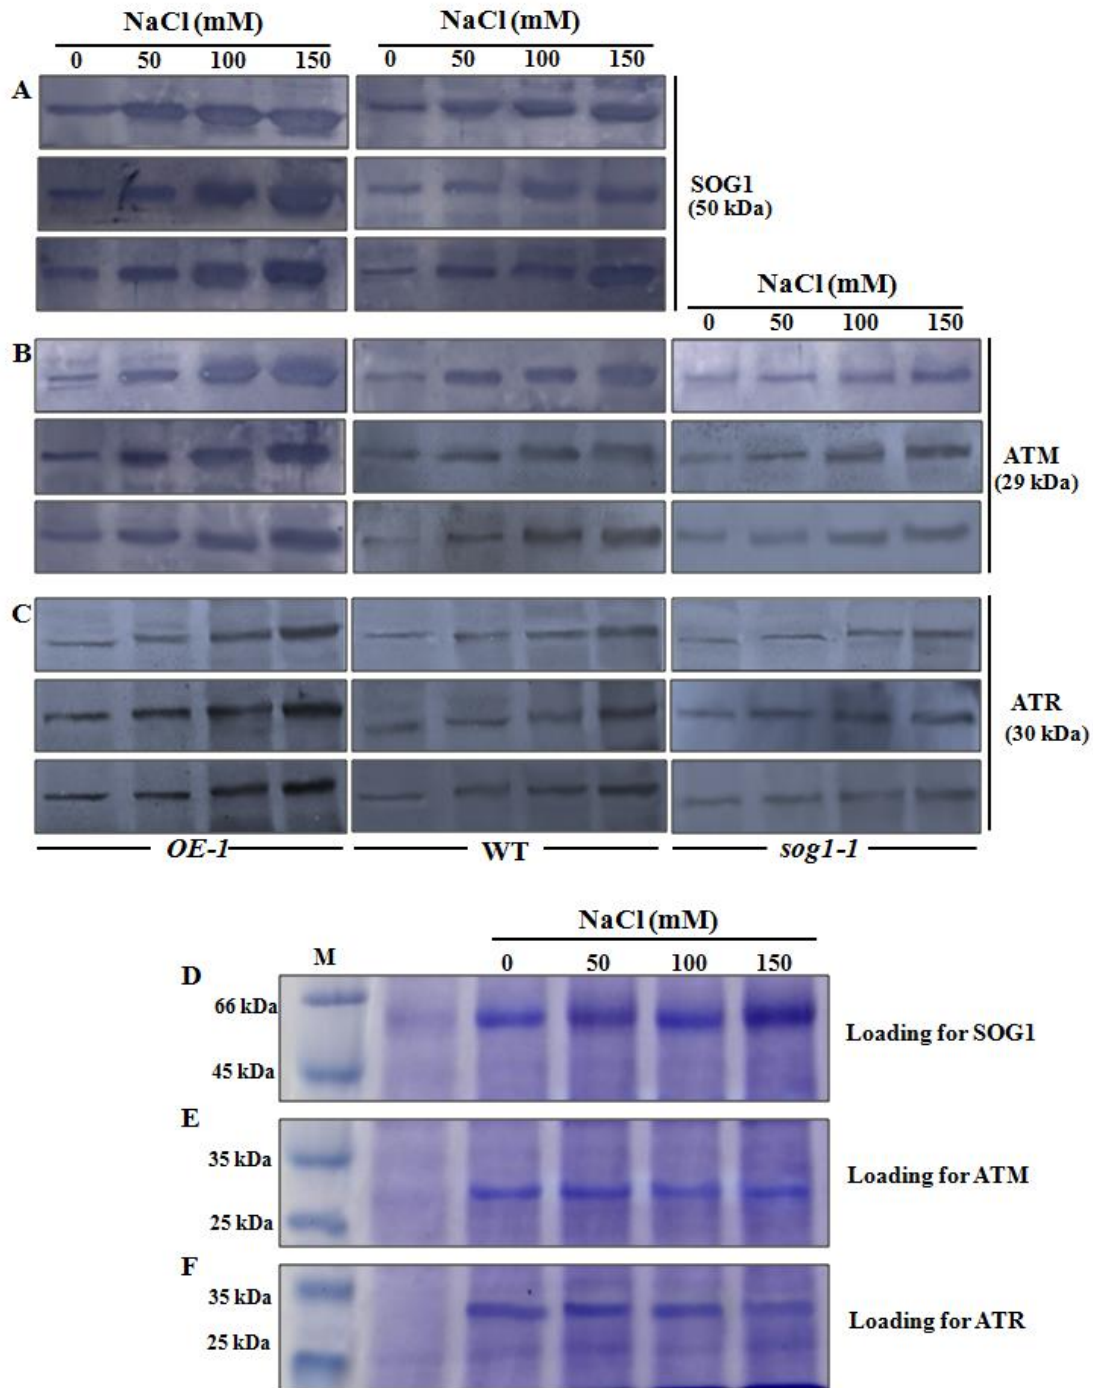 NaCl (mM) NaCl (mM)
0 50 100 150 0 50 100 150
A
SOG1
(50 kDa)
NaCl (mM)
0 50 100 150
B
ATM
(29 kDa)
C
ATR
(30 kDa)
OE-1 WT sog1-1
NaCl (mM)
M 0 50 100 150
D
66 kDa
Loading for SOG1
45 kDa
E
35 kDa
Loading for ATM
25 kDa
F
35 kDa
Loading for ATR
25 kDa